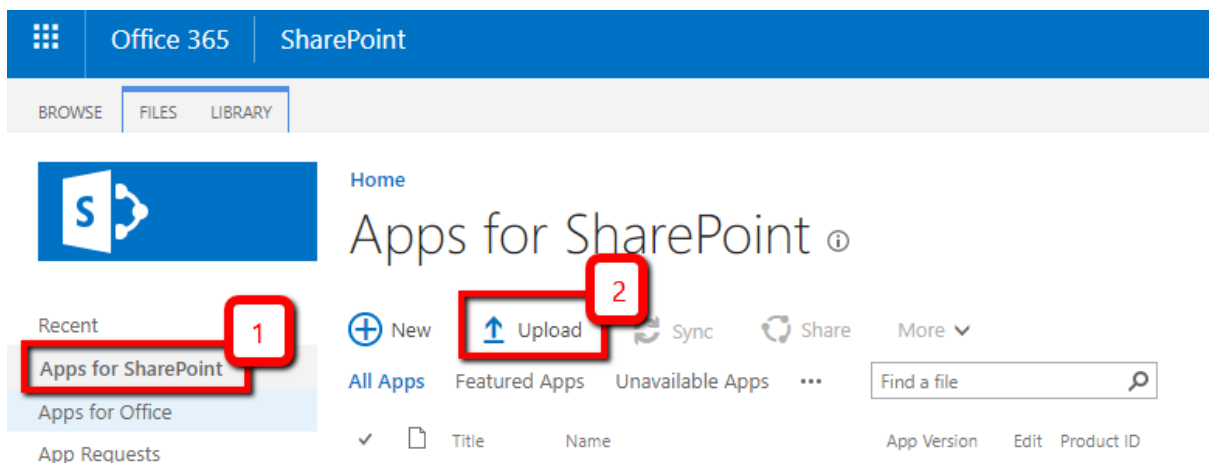 Office 365 SharePoint
BROWSE FILES LIBRARY
S
Home
Apps for SharePoint
2
1
Recent
New Upload Sync Share More
Apps for SharePoint
All Apps Featured Apps Unavailable Apps ... Find a file
Apps for Office
Title Name App Version Edit Product ID
App Requests